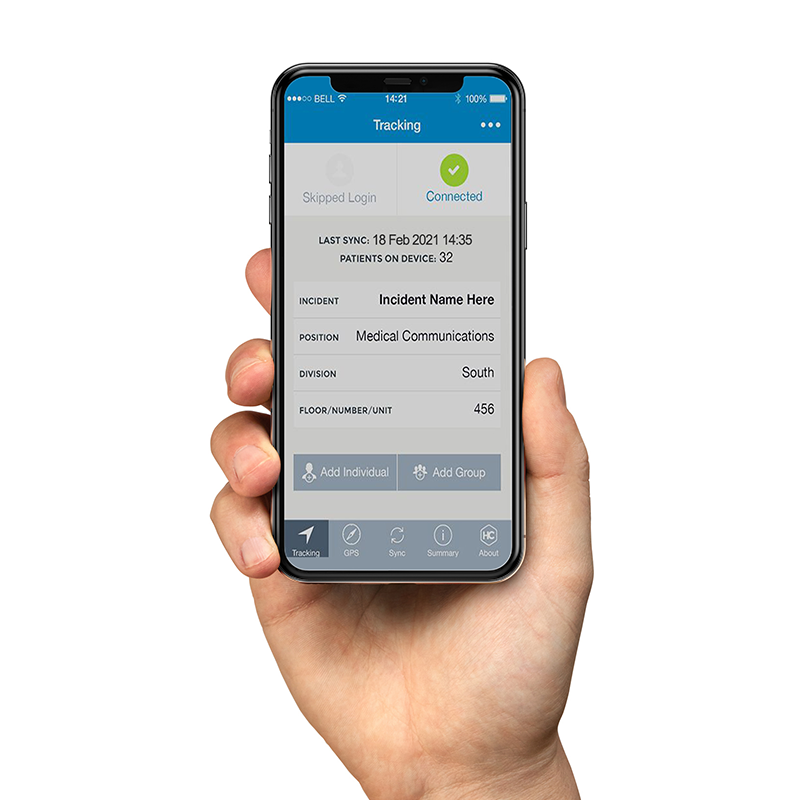 BELL 14:21 100%
Tracking
Skipped Login Connected
LAST SYNC: 18 Feb 2021 14:35
PATIENTS ON DEVICE: 32
INCIDENT Incident Name Here
POSITION Medical Communications
DIVISION South
FLOOR/NUMBER/UNIT 456
Add Individual Add Group
HC
Tracking GPS Sync Summary About